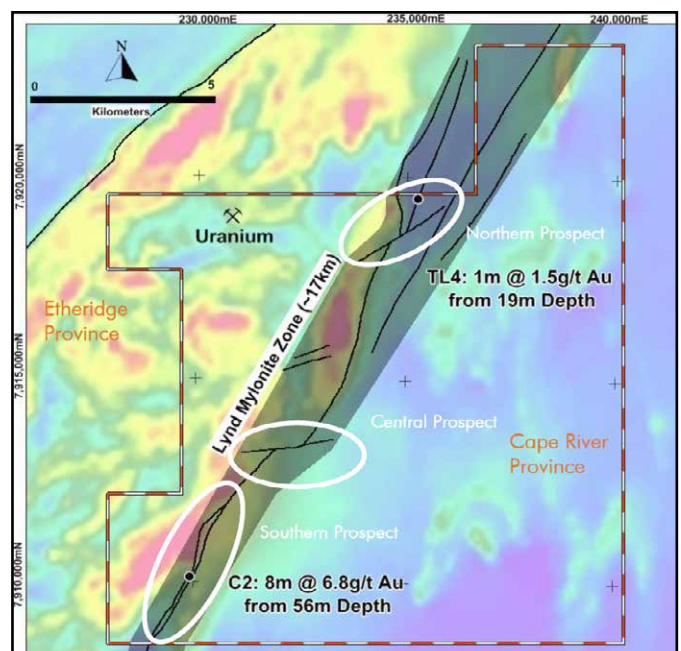 230,000mE
235,000mE
240,000mE
N
0
5
Kilometers
7,920,000mN
Uranium
Northern Prospect
TL4: 1m @ 1.5g/t Au
from 19m Depth
Etheridge
Province
Lynd Mylonite Zone (~17km)
7,915,000mN
Central Prospect
Cape River
Province
Southern Prospect
C2: 8m @ 6.8g/t Au
from 56m Depth
7,910,000mN